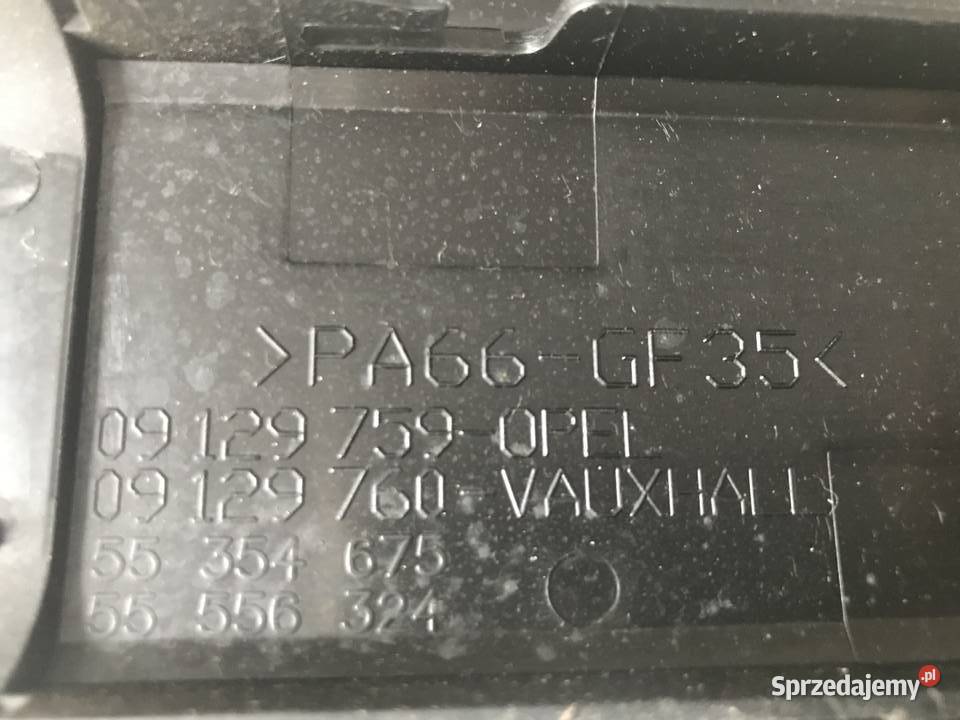 >PA66-GF35<
09 129 759-OPEL
09 129 760-VAUXHALL
55 354 675
55 556 324
Sprzedajemy.pl